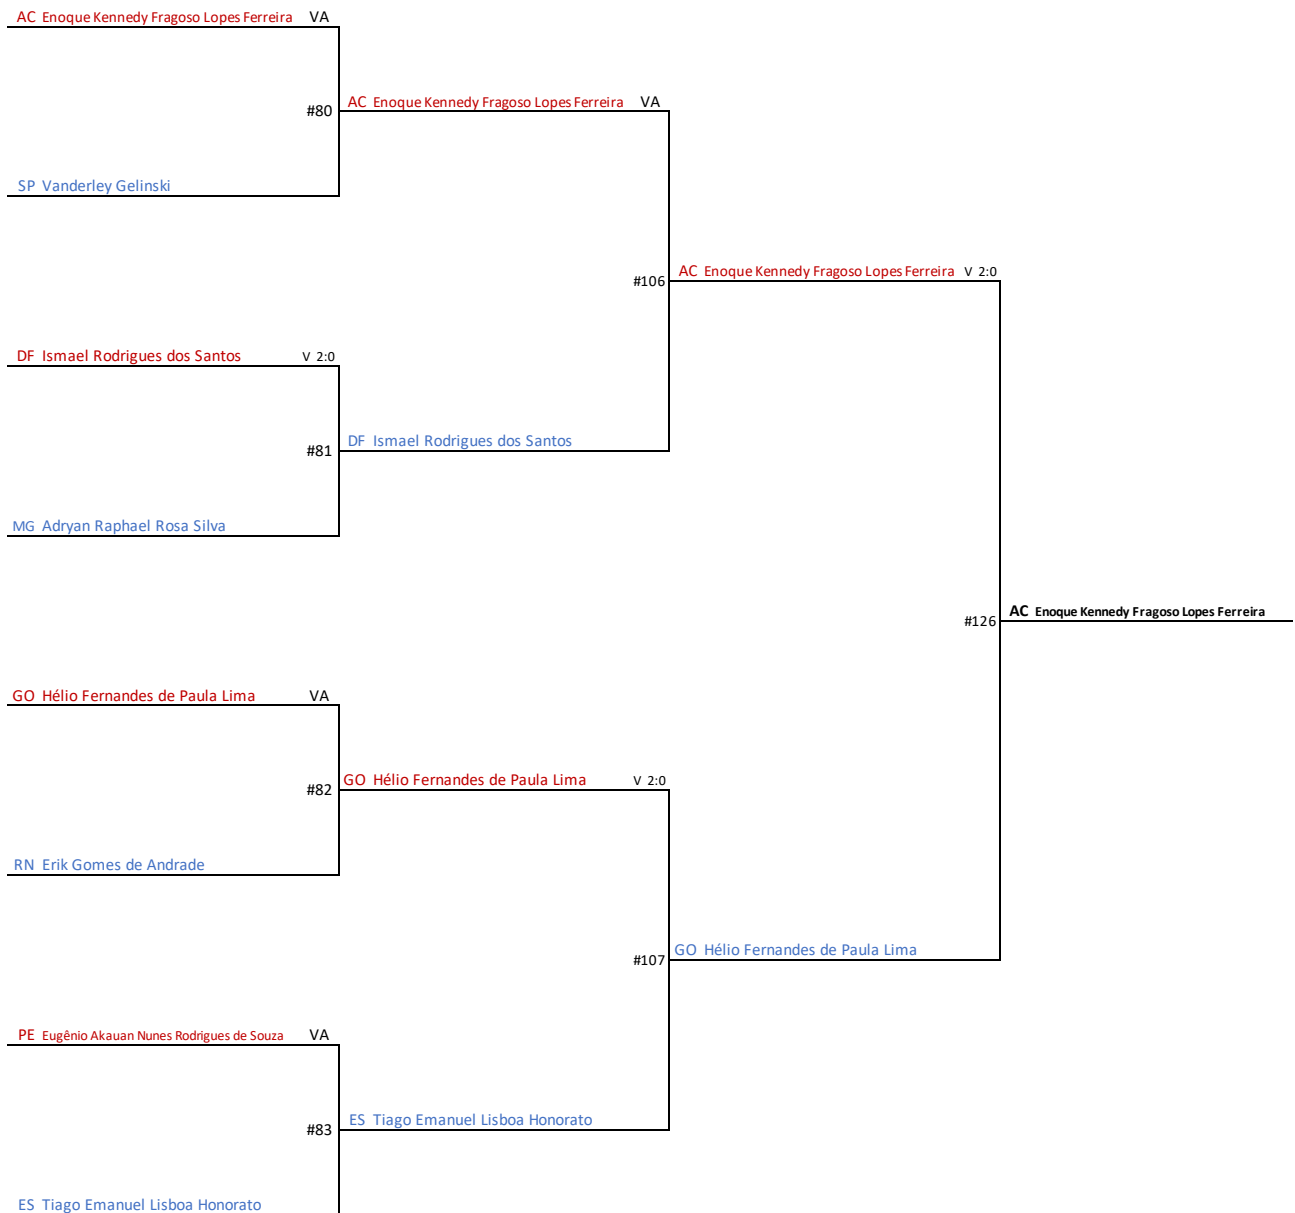 AC Enoque Kennedy Fragoso Lopes Ferreira VA
#80 AC Enoque Kennedy Fragoso Lopes Ferreira VA
SP Vanderley Gelinski
#106 AC Enoque Kennedy Fragoso Lopes Ferreira V 2:0
DF Ismael Rodrigues dos Santos V 2:0
#81 DF Ismael Rodrigues dos Santos
MG Adryan Raphael Rosa Silva
#126 AC Enoque Kennedy Fragoso Lopes Ferreira
GO Hélio Fernandes de Paula Lima VA
#82 GO Hélio Fernandes de Paula Lima V 2:0
RN Erik Gomes de Andrade
#107 GO Hélio Fernandes de Paula Lima
PE Eugênio Akauan Nunes Rodrigues de Souza VA
#83 ES Tiago Emanuel Lisboa Honorato
ES Tiago Emanuel Lisboa Honorato